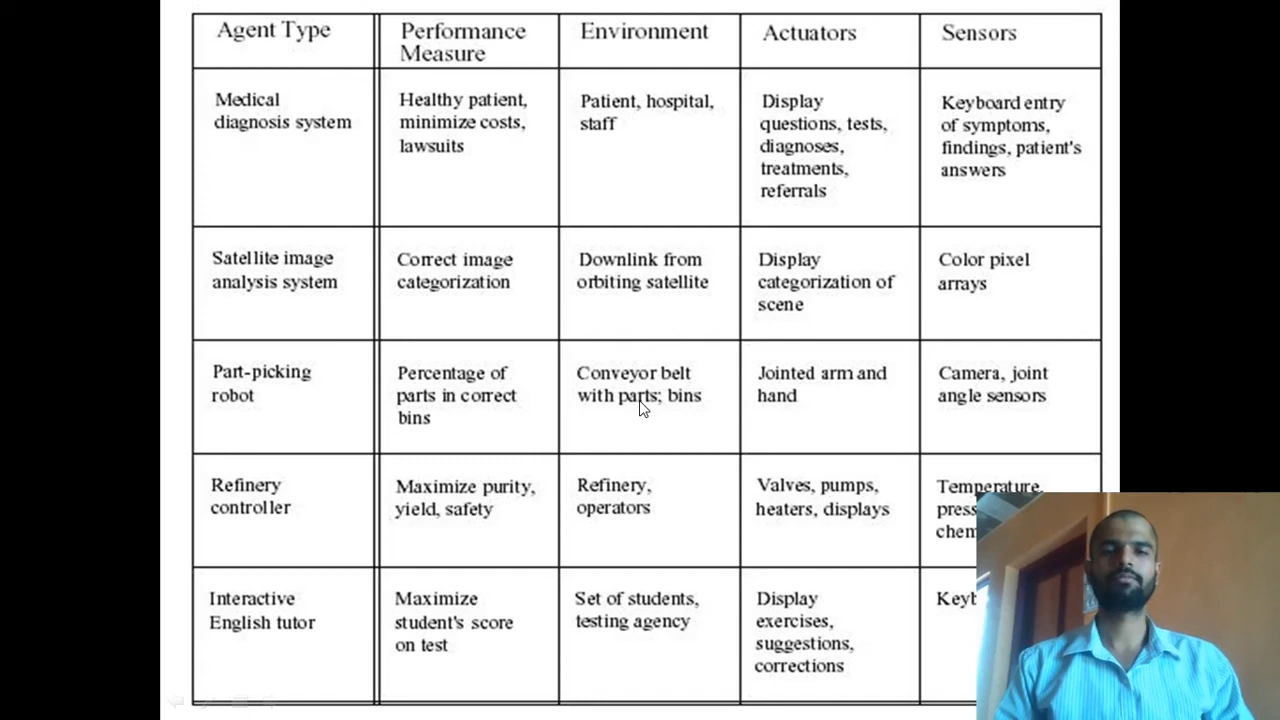 Agent Type
Performance
Measure
Environment
Actuators
Sensors
Medical
diagnosis system
Healthy patient,
minimize costs,
lawsuits
Patient, hospital,
staff
Display
questions, tests,
diagnoses,
treatments,
referrals
Keyboard entry
of symptoms,
findings, patient's
answers
Satellite image
analysis system
Correct image
categorization
Downlink from
orbiting satellite
Display
categorization of
scene
Color pixel
arrays
Part-picking
robot
Percentage of
parts in correct
bins
Conveyor belt
with parts; bins
Jointed arm and
hand
Camera, joint
angle sensors
Refinery
controller
Maximize purity,
yield, safety
Refinery,
operators
Valves, pumps,
heaters, displays
Temperature,
Interactive
English tutor
Maximize
student's score
on test
Set of students,
testing agency
Display
exercises,
suggestions,
corrections